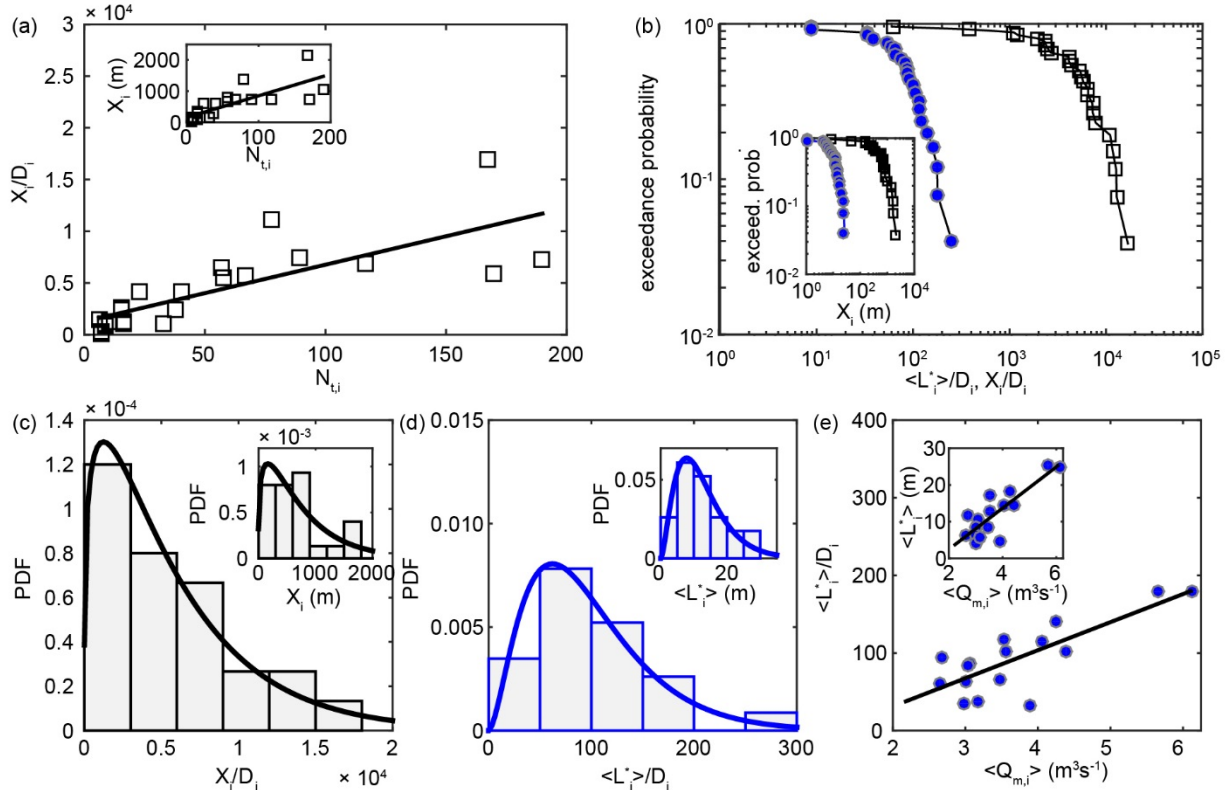 (a)
× 10⁴
3
2.5
2
1.5
1
0.5
0
X_i/D_i
0 50 100 150 200
N_t,i
2000
1000
0
X_i (m)
0 100 200
N_t,i
(b)
10⁰
10⁻¹
10⁻²
exceedance probability
10⁰ 10¹ 10² 10³ 10⁴ 10⁵
<L*_i>/D_i, X_i/D_i
10⁰
10⁻¹
10⁻²
exceed. prob.
10⁰ 10² 10⁴
X_i (m)
(c)
× 10⁻⁴
1.4
1.2
1
0.8
0.6
0.4
0.2
0
PDF
0 0.5 1 1.5 2
X_i/D_i
× 10⁴
× 10⁻³
1
0.5
0
PDF
0 1000 2000
X_i (m)
(d)
0.015
0.010
0.005
0
PDF
0 100 200 300
<L*_i>/D_i
0.05
0
PDF
0 20
<L*_i> (m)
(e)
400
300
200
100
0
<L*_i>/D_i
2 3 4 5 6
<Q_m,i> (m³s⁻¹)
30
20
10
0
<L*_i> (m)
2 4 6
<Q_m,i> (m³s⁻¹)